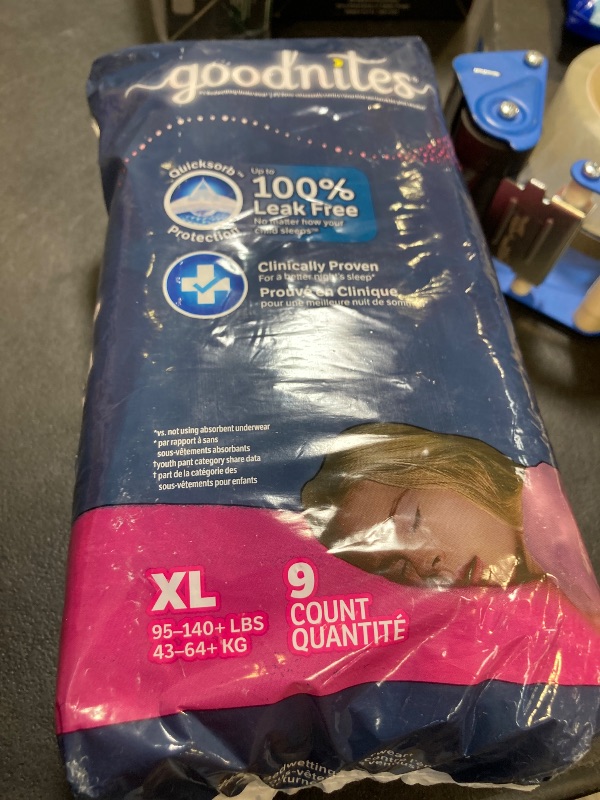 goodnites
Quicksorb™
Protection
Up to
100%
Leak Free
No matter how your
child sleeps™
Clinically Proven
For a better night's sleep*
Prouvé en Clinique
pour une meilleure nuit de somm
*vs. not using absorbent underwear
* par rapport à sans
sous-vêtements absorbants
†youth pant category share data
† part de la catégorie des
sous-vêtements pour enfants
XL
95–140+ LBS
43–64+ KG
9
COUNT
QUANTITÉ